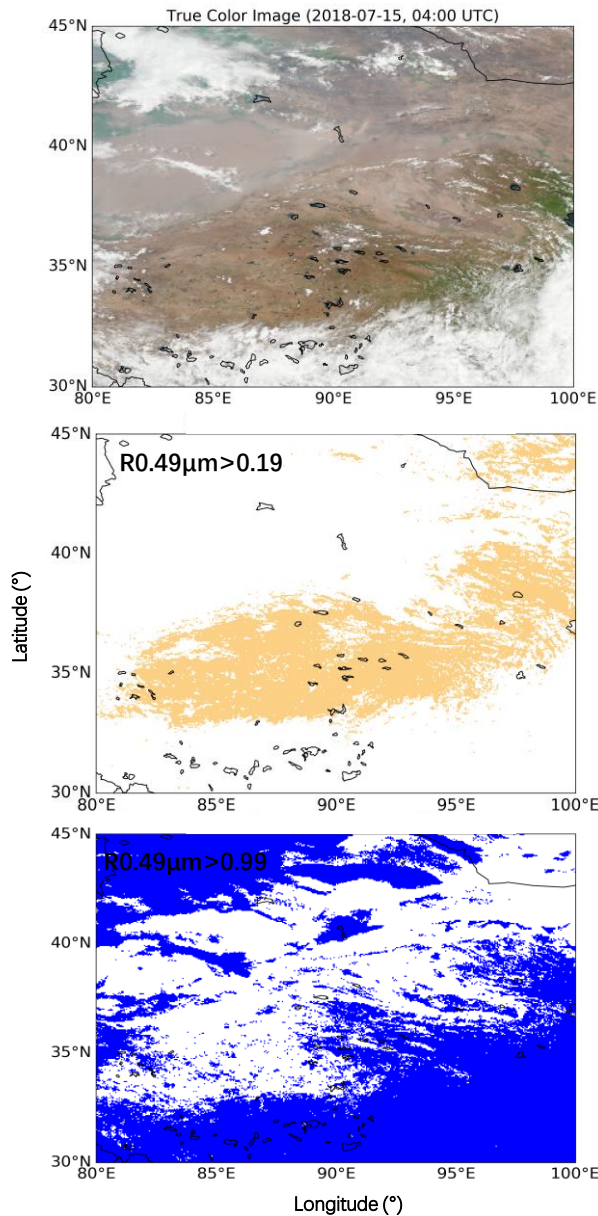 True Color Image (2018-07-15, 04:00 UTC)
45°N
40°N
35°N
30°N
80°E 85°E 90°E 95°E 100°E
45°N
R0.49μm>0.19
40°N
35°N
30°N
80°E 85°E 90°E 95°E 100°E
Latitude (°)
45°N
R0.49μm>0.99
40°N
35°N
30°N
80°E 85°E 90°E 95°E 100°E
Longitude (°)